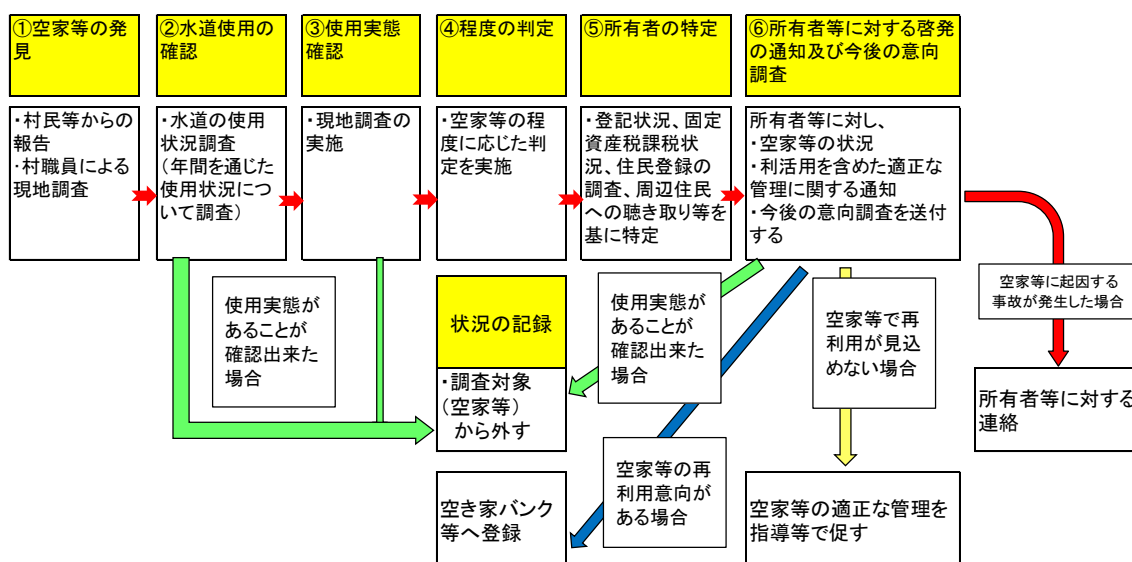 ①空家等の発
見
②水道使用の
確認
③使用実態
確認
④程度の判定
⑤所有者の特定
⑥所有者等に対する啓発
の通知及び今後の意向
調査
・村民等からの
報告
・村職員による
現地調査
・水道の使用
状況調査
（年間を通じた
使用状況につ
いて調査）
・現地調査の
実施
・空家等の程
度に応じた判
定を実施
・登記状況、固定
資産税課税状
況、住民登録の
調査、周辺住民
への聴き取り等を
基に特定
所有者等に対し、
・空家等の状況
・利活用を含めた適正な
管理に関する通知
・今後の意向調査を送付
する
使用実態が
あることが
確認出来た
場合
状況の記録
・調査対象
（空家等）
から外す
使用実態が
あることが
確認出来た
場合
空家等で再
利用が見込
めない場合
空家等に起因する
事故が発生した場合
所有者等に対する
連絡
空き家バンク
等へ登録
空家等の再
利用意向が
ある場合
空家等の適正な管理を
指導等で促す